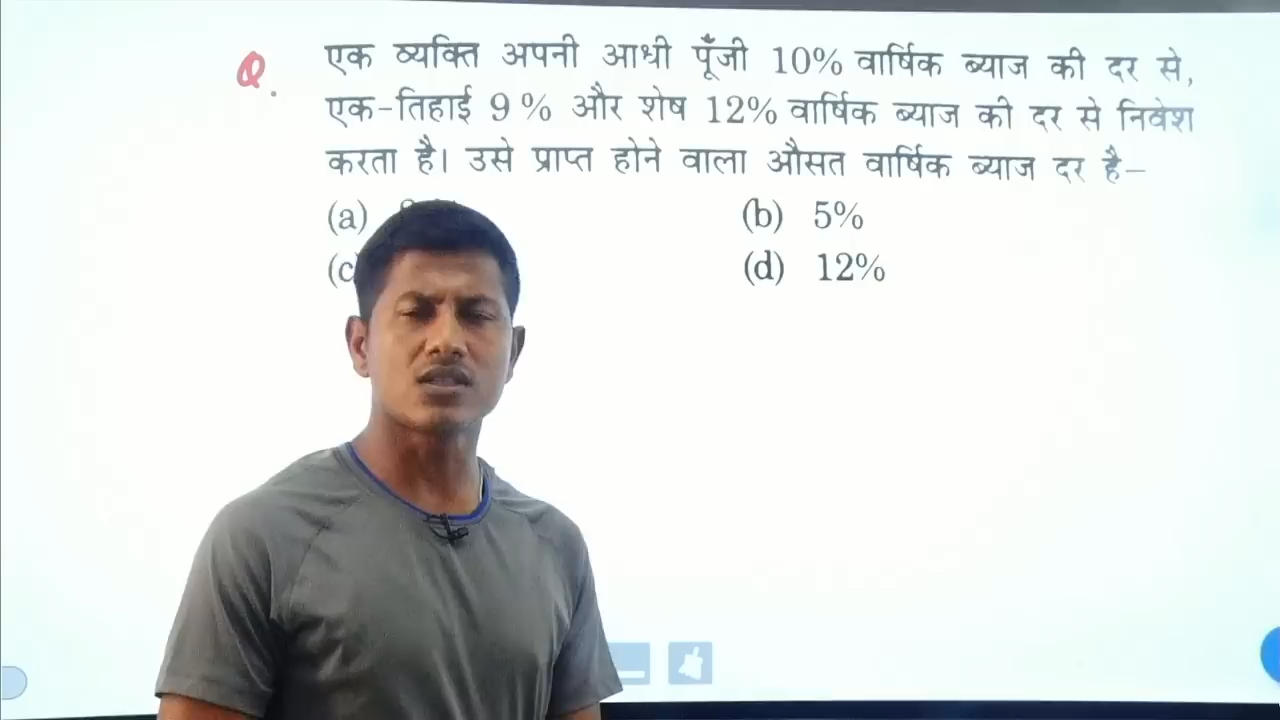 Q.
एक व्यक्ति अपनी आधी पूँजी 10% वार्षिक ब्याज की दर से,
एक-तिहाई 9% और शेष 12% वार्षिक ब्याज की दर से निवेश
करता है। उसे प्राप्त होने वाला औसत वार्षिक ब्याज दर है–
(a)
(b) 5%
(c
(d) 12%